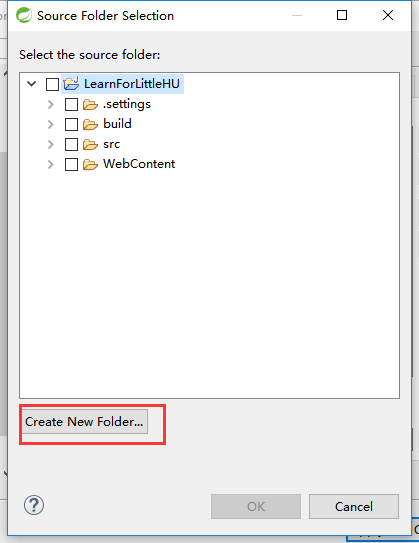 Source Folder Selection
Select the source folder:
LearnForLittleHU
.settings
build
src
WebContent
Create New Folder...
OK
Cancel